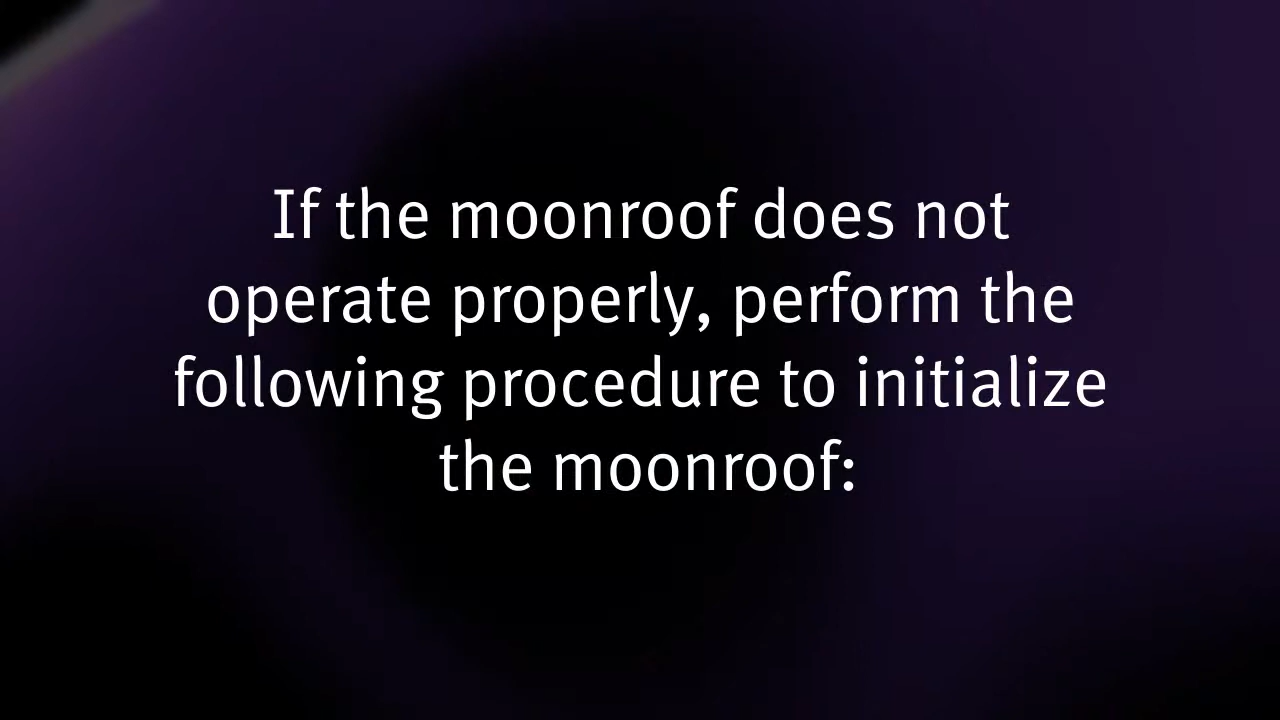 If the moonroof does not
operate properly, perform the
following procedure to initialize
the moonroof: